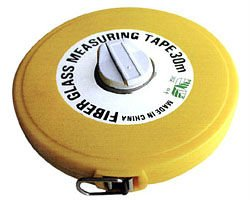 FIBER GLASS MEASURING TAPE.30m
MADE IN CHINA